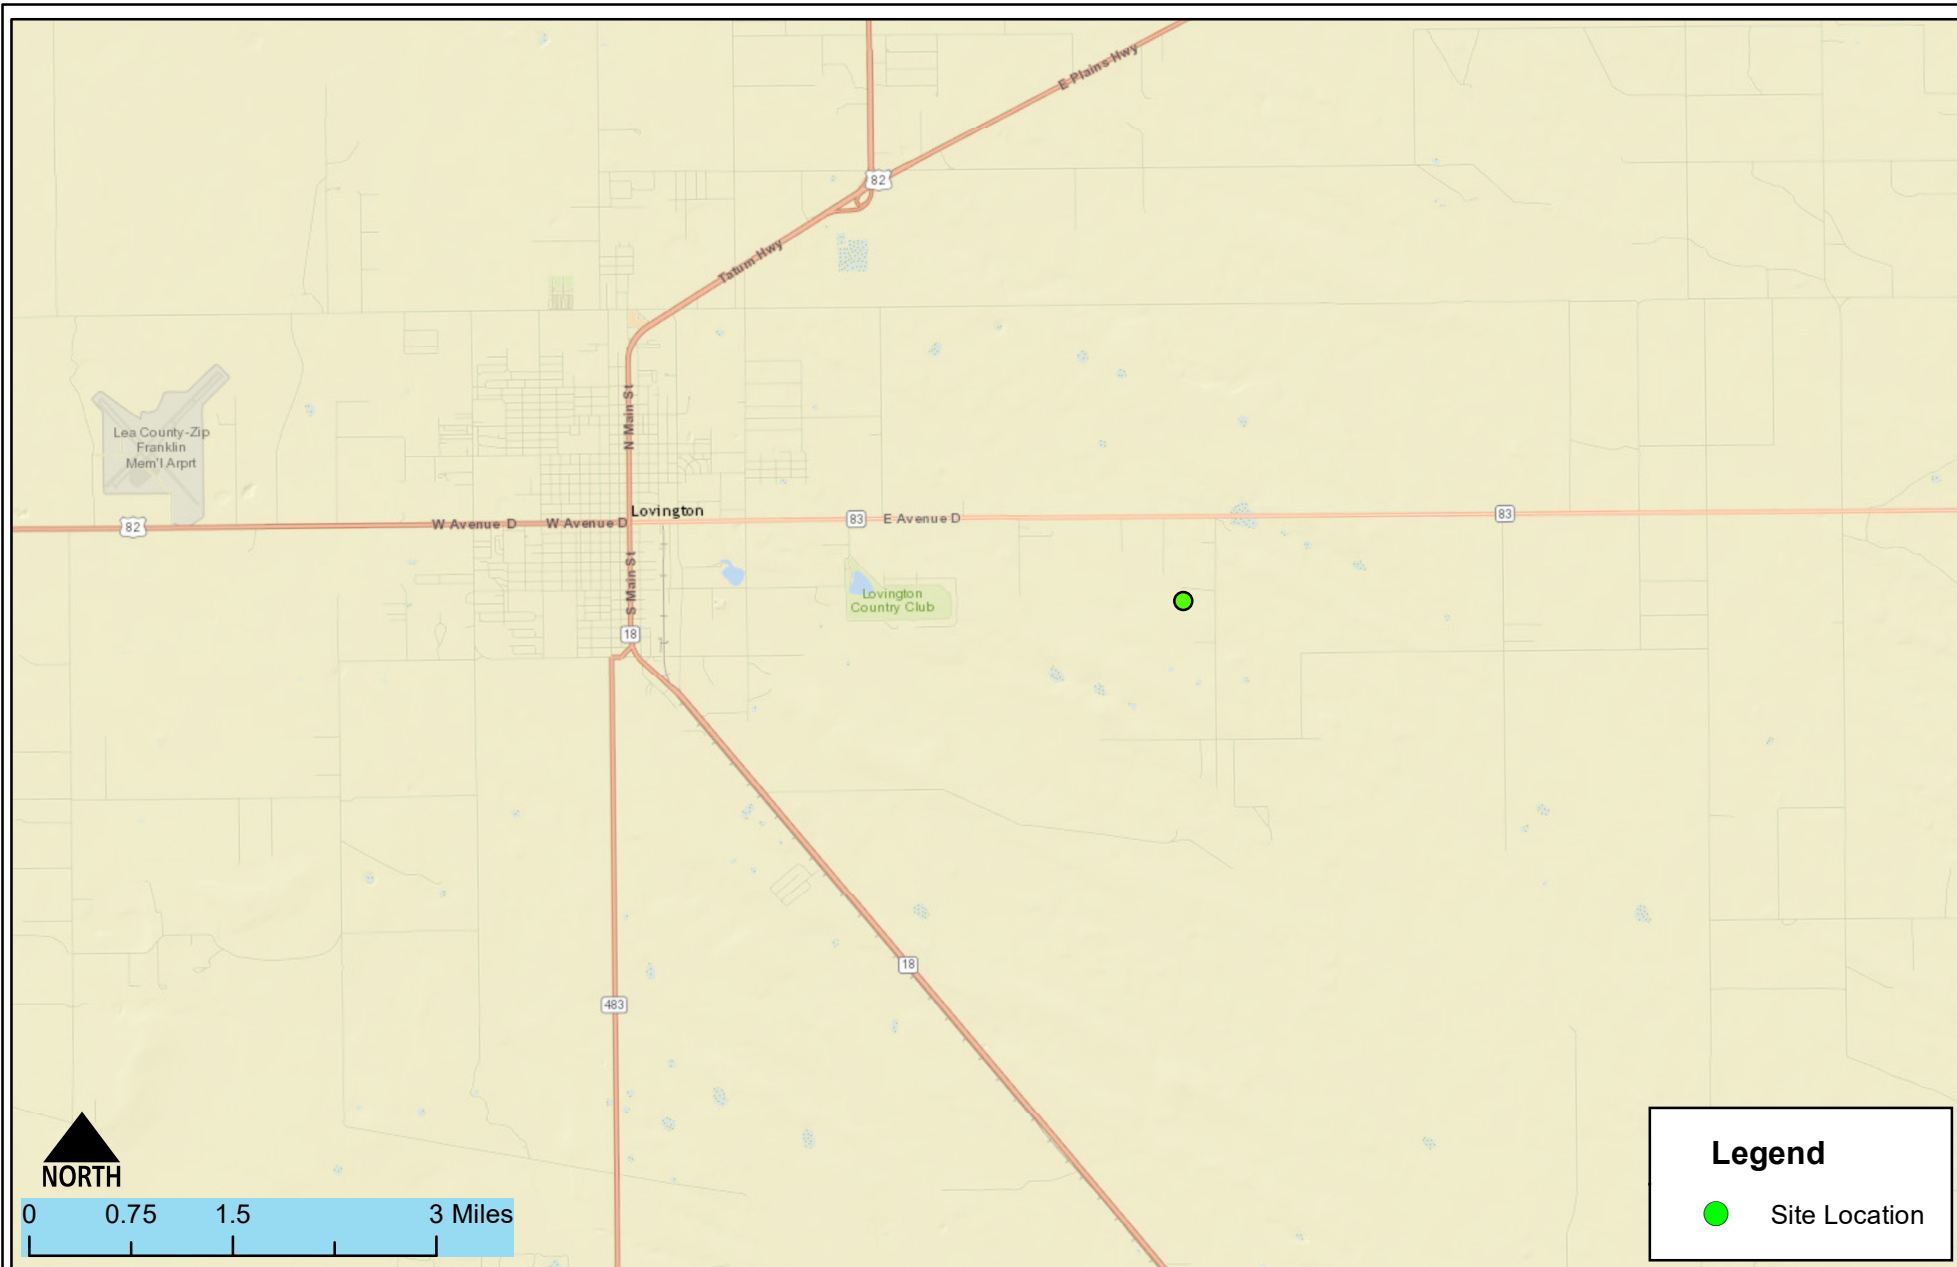 E Plains Hwy
82
Tatum Hwy
N Main St
Lea County-Zip
Franklin
Mem'l Arprt
82
W Avenue D
W Avenue D
Lovington
83
E Avenue D
83
S Main St
Lovington
Country Club
18
18
483
NORTH
0 0.75 1.5 3 Miles
Legend
Site Location